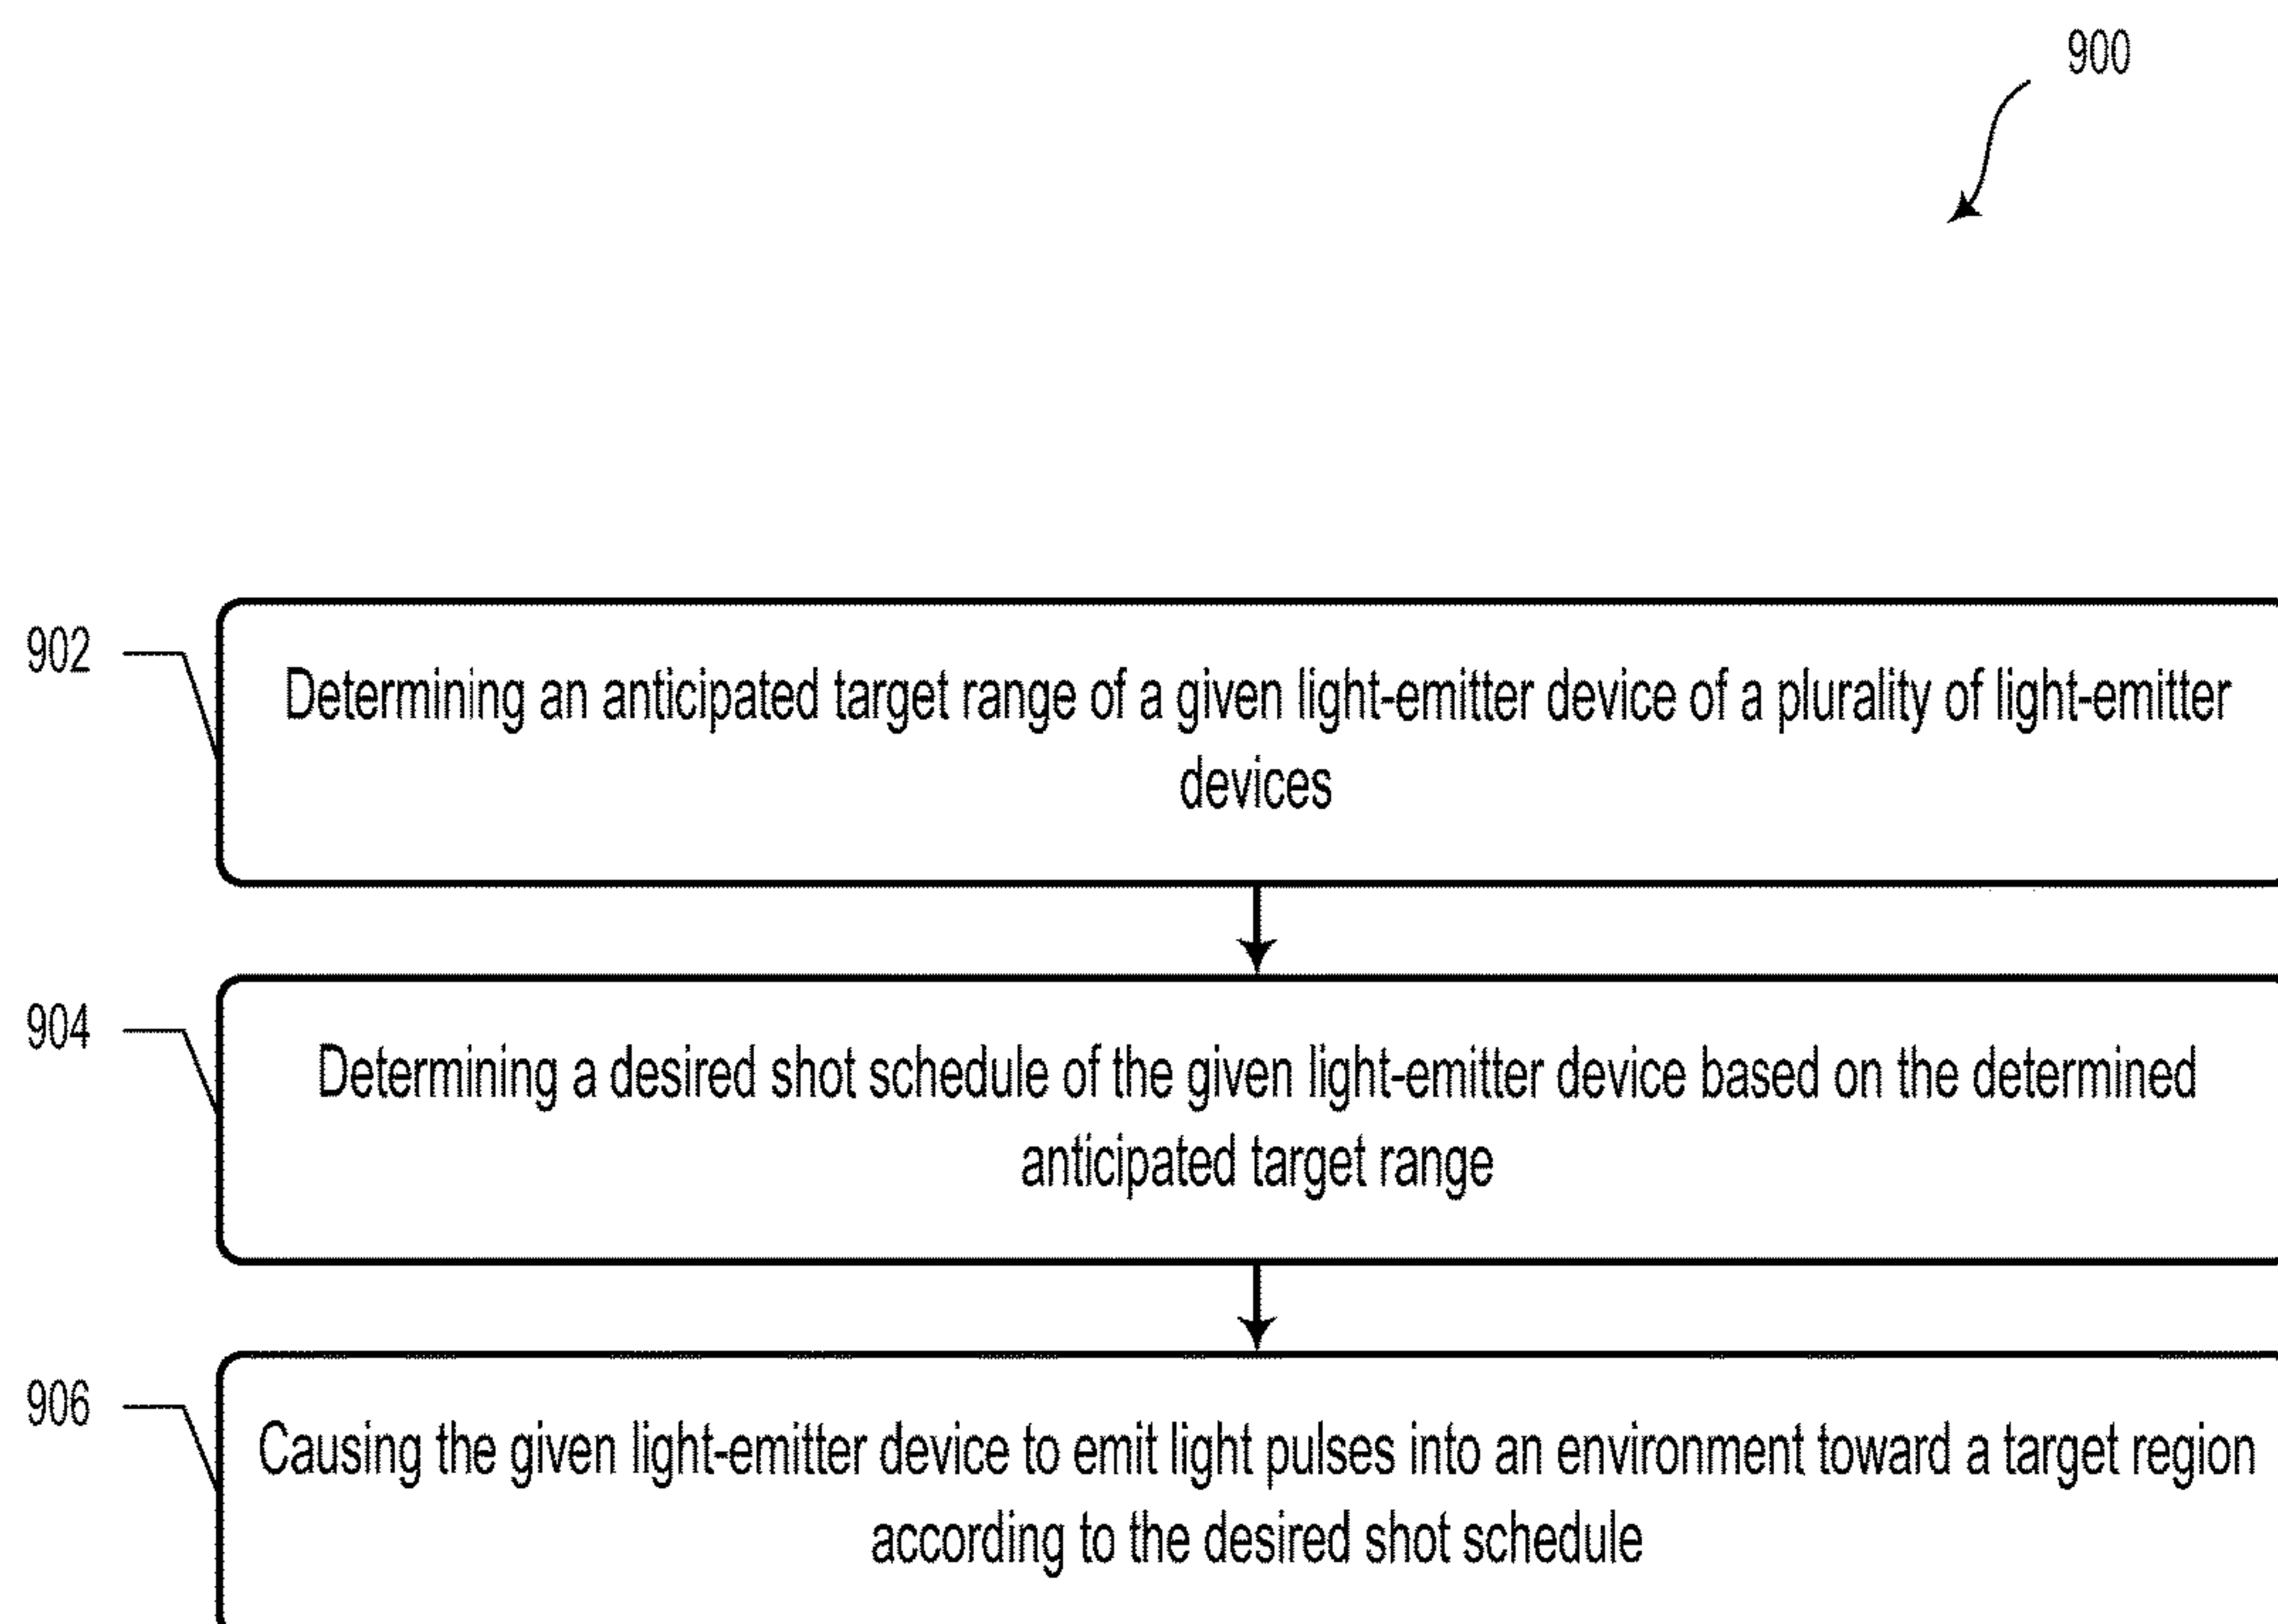 900
902
Determining an anticipated target range of a given light-emitter device of a plurality of light-emitter
devices
904
Determining a desired shot schedule of the given light-emitter device based on the determined
anticipated target range
906
Causing the given light-emitter device to emit light pulses into an environment toward a target region
according to the desired shot schedule